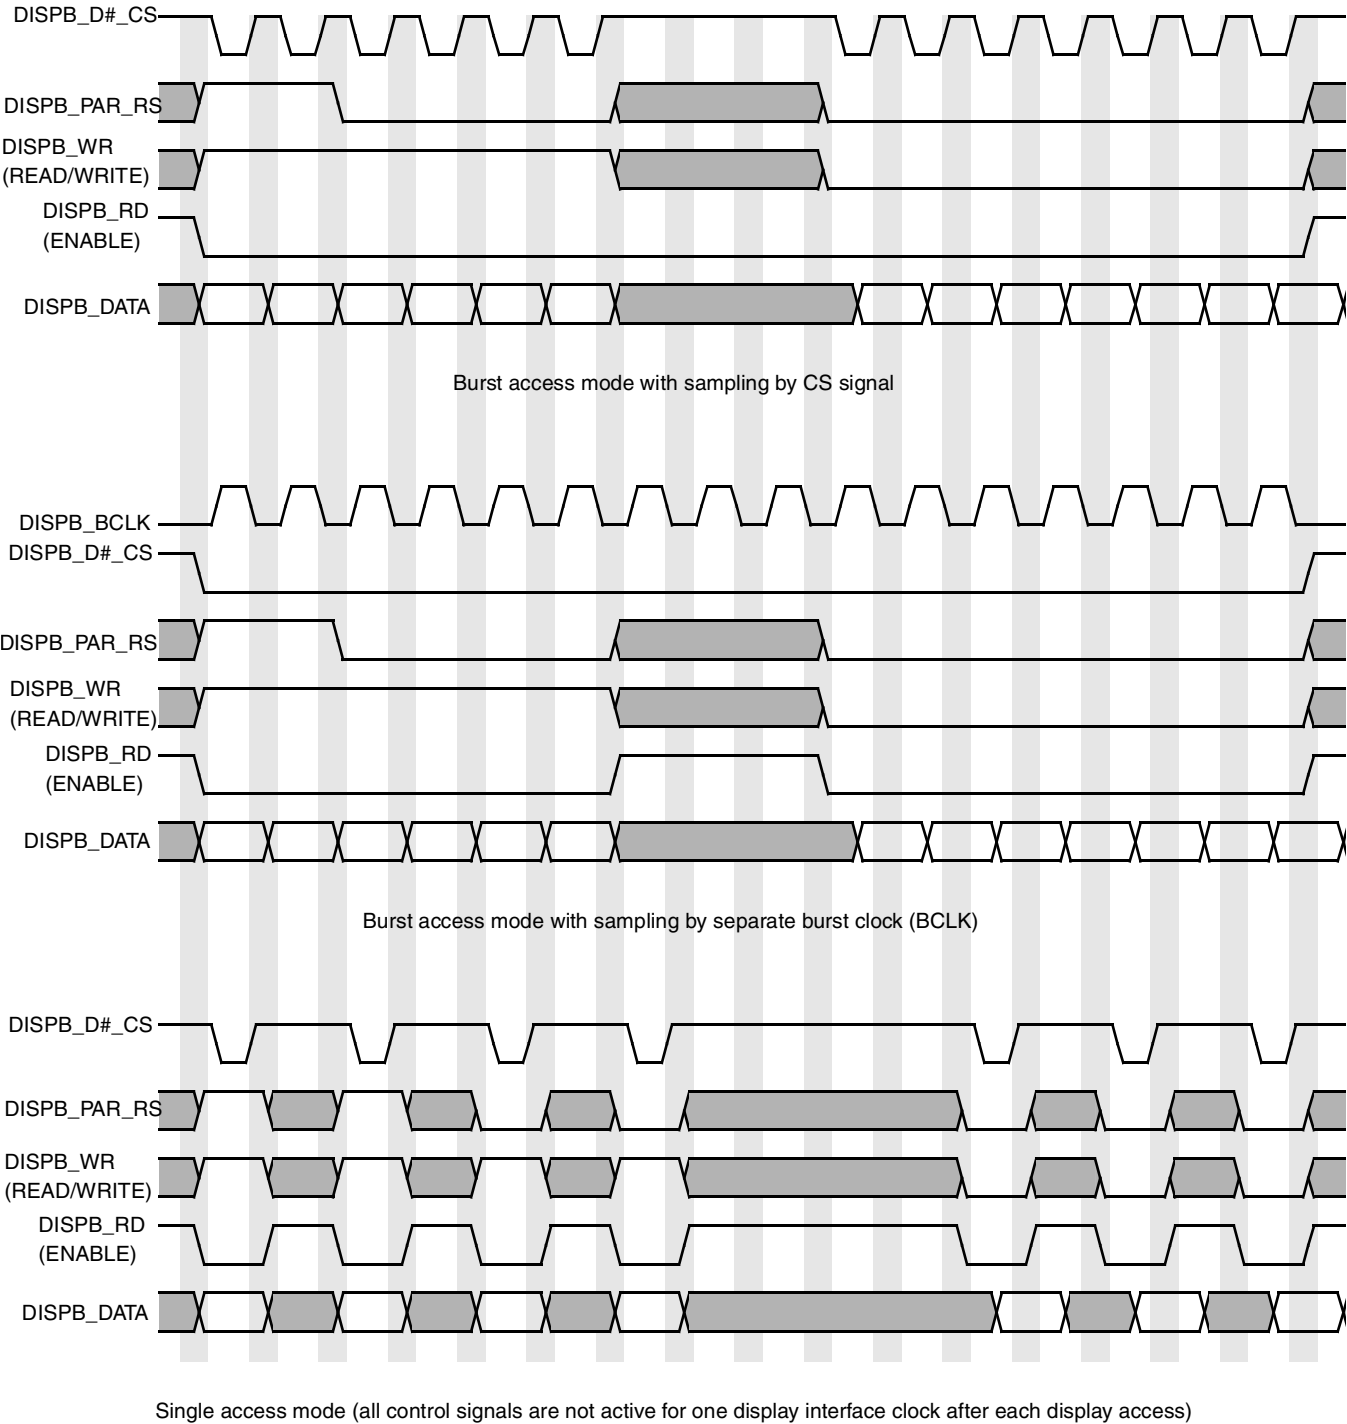 DISPB_D#_CS
DISPB_PAR_RS
DISPB_WR
(READ/WRITE)
DISPB_RD
(ENABLE)
DISPB_DATA
Burst access mode with sampling by CS signal
DISPB_BCLK
DISPB_D#_CS
DISPB_PAR_RS
DISPB_WR
(READ/WRITE)
DISPB_RD
(ENABLE)
DISPB_DATA
Burst access mode with sampling by separate burst clock (BCLK)
DISPB_D#_CS
DISPB_PAR_RS
DISPB_WR
(READ/WRITE)
DISPB_RD
(ENABLE)
DISPB_DATA
Single access mode (all control signals are not active for one display interface clock after each display access)